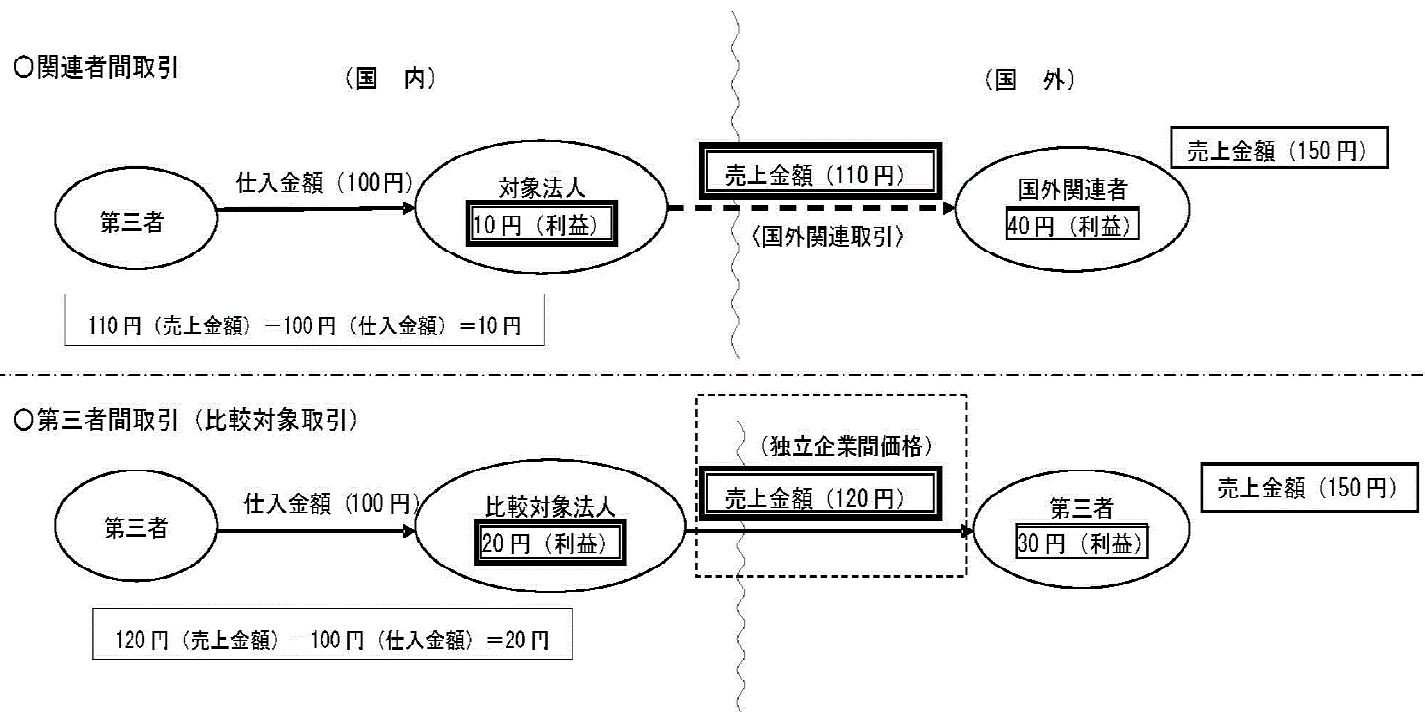 〇関連者間取引
（国　内）
（国　外）
売上金額（150円）
仕入金額（100円）
売上金額（110円）
第三者
対象法人
10円（利益）
〈国外関連取引〉
国外関連者
40円（利益）
110円（売上金額）－100円（仕入金額）＝10円
〇第三者間取引（比較対象取引）
（独立企業間価格）
仕入金額（100円）
売上金額（120円）
売上金額（150円）
第三者
比較対象法人
20円（利益）
第三者
30円（利益）
120円（売上金額）－100円（仕入金額）＝20円